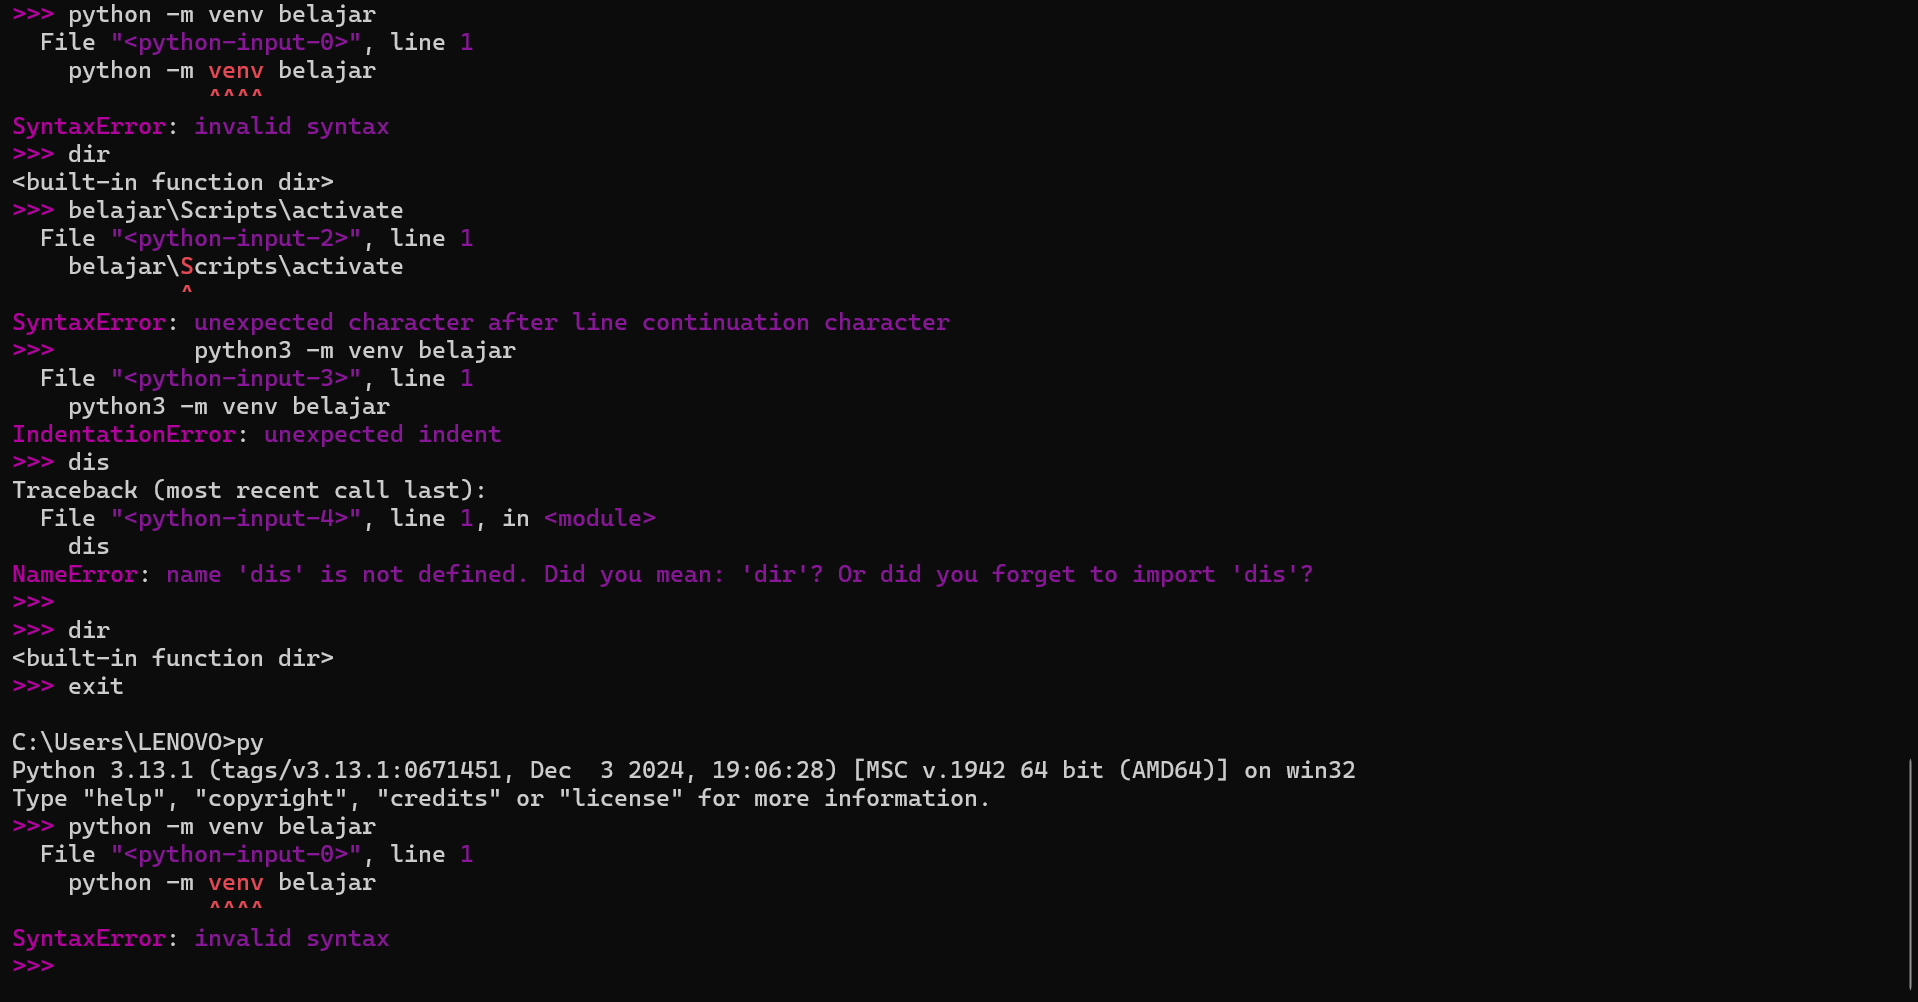 >>> python -m venv belajar
  File "<python-input-0>", line 1
    python -m venv belajar
              ^^^^
SyntaxError: invalid syntax
>>> dir
<built-in function dir>
>>> belajar\Scripts\activate
  File "<python-input-2>", line 1
    belajar\Scripts\activate
            ^
SyntaxError: unexpected character after line continuation character
>>>          python3 -m venv belajar
  File "<python-input-3>", line 1
    python3 -m venv belajar
IndentationError: unexpected indent
>>> dis
Traceback (most recent call last):
  File "<python-input-4>", line 1, in <module>
    dis
NameError: name 'dis' is not defined. Did you mean: 'dir'? Or did you forget to import 'dis'?
>>>
>>> dir
<built-in function dir>
>>> exit

C:\Users\LENOVO>py
Python 3.13.1 (tags/v3.13.1:0671451, Dec  3 2024, 19:06:28) [MSC v.1942 64 bit (AMD64)] on win32
Type "help", "copyright", "credits" or "license" for more information.
>>> python -m venv belajar
  File "<python-input-0>", line 1
    python -m venv belajar
              ^^^^
SyntaxError: invalid syntax
>>>